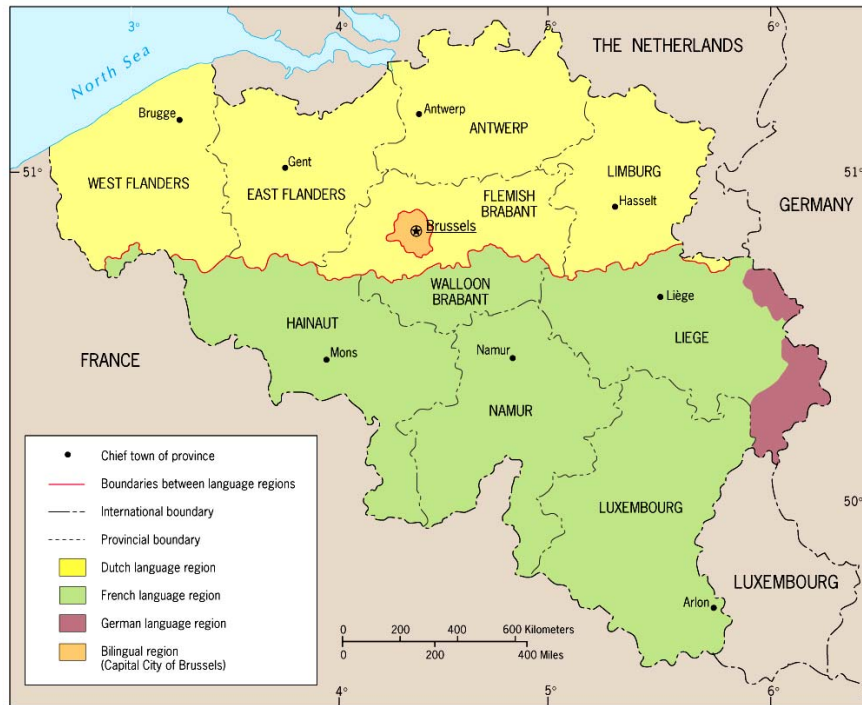 3°
4°
5°
6°
North Sea
THE NETHERLANDS
Brugge
Antwerp
ANTWERP
51°
WEST FLANDERS
Gent
EAST FLANDERS
FLEMISH
BRABANT
LIMBURG
Hasselt
51°
GERMANY
Brussels
WALLOON
BRABANT
Liège
HAINAUT
LIEGE
FRANCE
Mons
Namur
NAMUR
Chief town of province
Boundaries between language regions
International boundary
Provincial boundary
Dutch language region
French language region
German language region
Bilingual region
(Capital City of Brussels)
50°
LUXEMBOURG
LUXEMBOURG
Arlon
0 200 400 600 Kilometers
0 200 400 Miles
4°
5°
6°